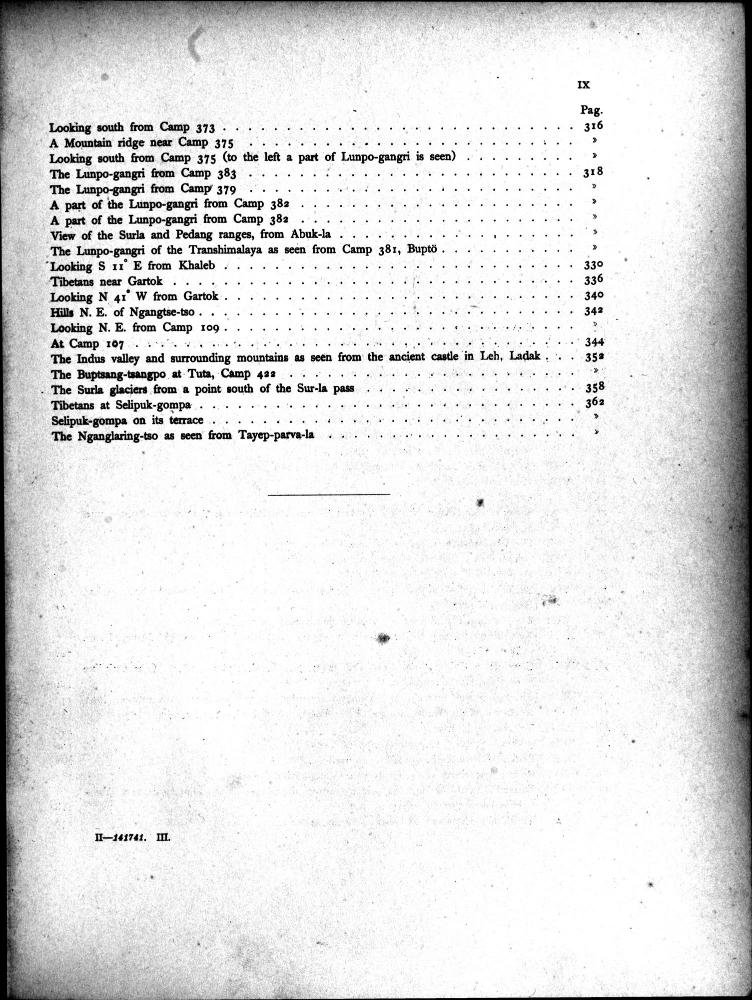 IX
Pag.
Looking south from Camp 373 . . . . . . . . . . . . . . . . . . . . . . . . . . . . 316
A Mountain ridge near Camp 375 . . . . . . . . . . . . . . . . . . . . . . . . . . »
Looking south from Camp 375 (to the left a part of Lunpo-gangri is seen) . . . . . . . . . »
The Lunpo-gangri from Camp 383 . . . . . . . . . . . . . . . . . . . . . . . . . . 318
The Lunpo-gangri from Camp 379 . . . . . . . . . . . . . . . . . . . . . . . . . . »
A part of the Lunpo-gangri from Camp 382 . . . . . . . . . . . . . . . . . . . . . . »
A part of the Lunpo-gangri from Camp 382 . . . . . . . . . . . . . . . . . . . . . . »
View of the Surla and Pedang ranges, from Abuk-la . . . . . . . . . . . . . . . . . . »
The Lunpo-gangri of the Transhimalaya as seen from Camp 381, Buptö . . . . . . . . . . . »
Looking S 11° E from Khaleb . . . . . . . . . . . . . . . . . . . . . . . . . . . . 330
Tibetans near Gartok . . . . . . . . . . . . . . . . . . . . . . . . . . . . . . . . 336
Looking N 41° W from Gartok . . . . . . . . . . . . . . . . . . . . . . . . . . . . 340
Hills N. E. of Ngangtse-tso . . . . . . . . . . . . . . . . . . . . . . . . . . . . . . 342
Looking N. E. from Camp 109 . . . . . . . . . . . . . . . . . . . . . . . . . . . . »
At Camp 107 . . . . . . . . . . . . . . . . . . . . . . . . . . . . . . . . . . . . 344
The Indus valley and surrounding mountains as seen from the ancient castle in Leh, Ladak . . . 352
The Buptsang-tsangpo at Tuta, Camp 422 . . . . . . . . . . . . . . . . . . . . . . . »
The Surla glaciers from a point south of the Sur-la pass . . . . . . . . . . . . . . . . 358
Tibetans at Selipuk-gompa . . . . . . . . . . . . . . . . . . . . . . . . . . . . . . 362
Selipuk-gompa on its terrace . . . . . . . . . . . . . . . . . . . . . . . . . . . . . »
The Nganglaring-tso as seen from Tayep-parva-la . . . . . . . . . . . . . . . . . . . . »
II—141741. III.